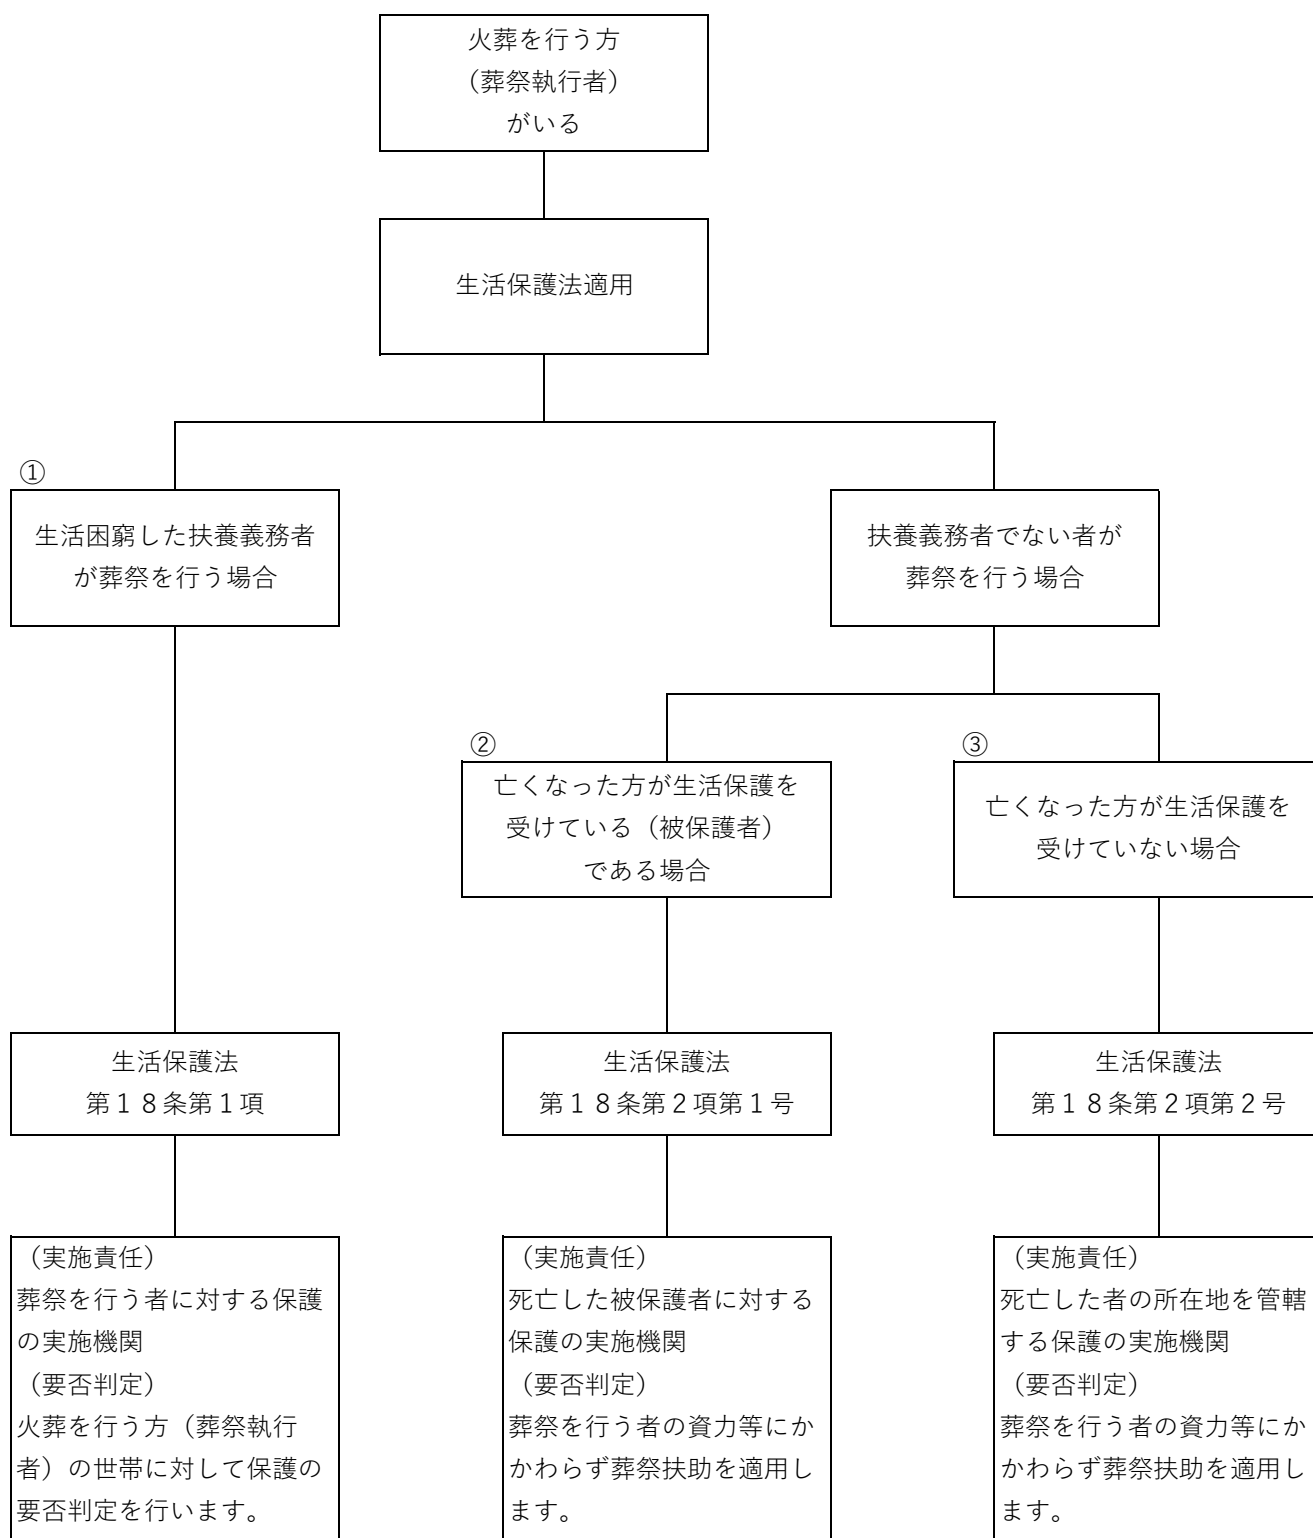 火葬を行う方
（葬祭執行者）
がいる
生活保護法適用
①
生活困窮した扶養義務者
が葬祭を行う場合
扶養義務者でない者が
葬祭を行う場合
②
亡くなった方が生活保護を
受けている（被保護者）
である場合
③
亡くなった方が生活保護を
受けていない場合
生活保護法
第１８条第１項
生活保護法
第１８条第２項第１号
生活保護法
第１８条第２項第２号
（実施責任）
葬祭を行う者に対する保護
の実施機関
（要否判定）
火葬を行う方（葬祭執行
者）の世帯に対して保護の
要否判定を行います。
（実施責任）
死亡した被保護者に対する
保護の実施機関
（要否判定）
葬祭を行う者の資力等にか
かわらず葬祭扶助を適用し
ます。
（実施責任）
死亡した者の所在地を管轄
する保護の実施機関
（要否判定）
葬祭を行う者の資力等にか
かわらず葬祭扶助を適用し
ます。